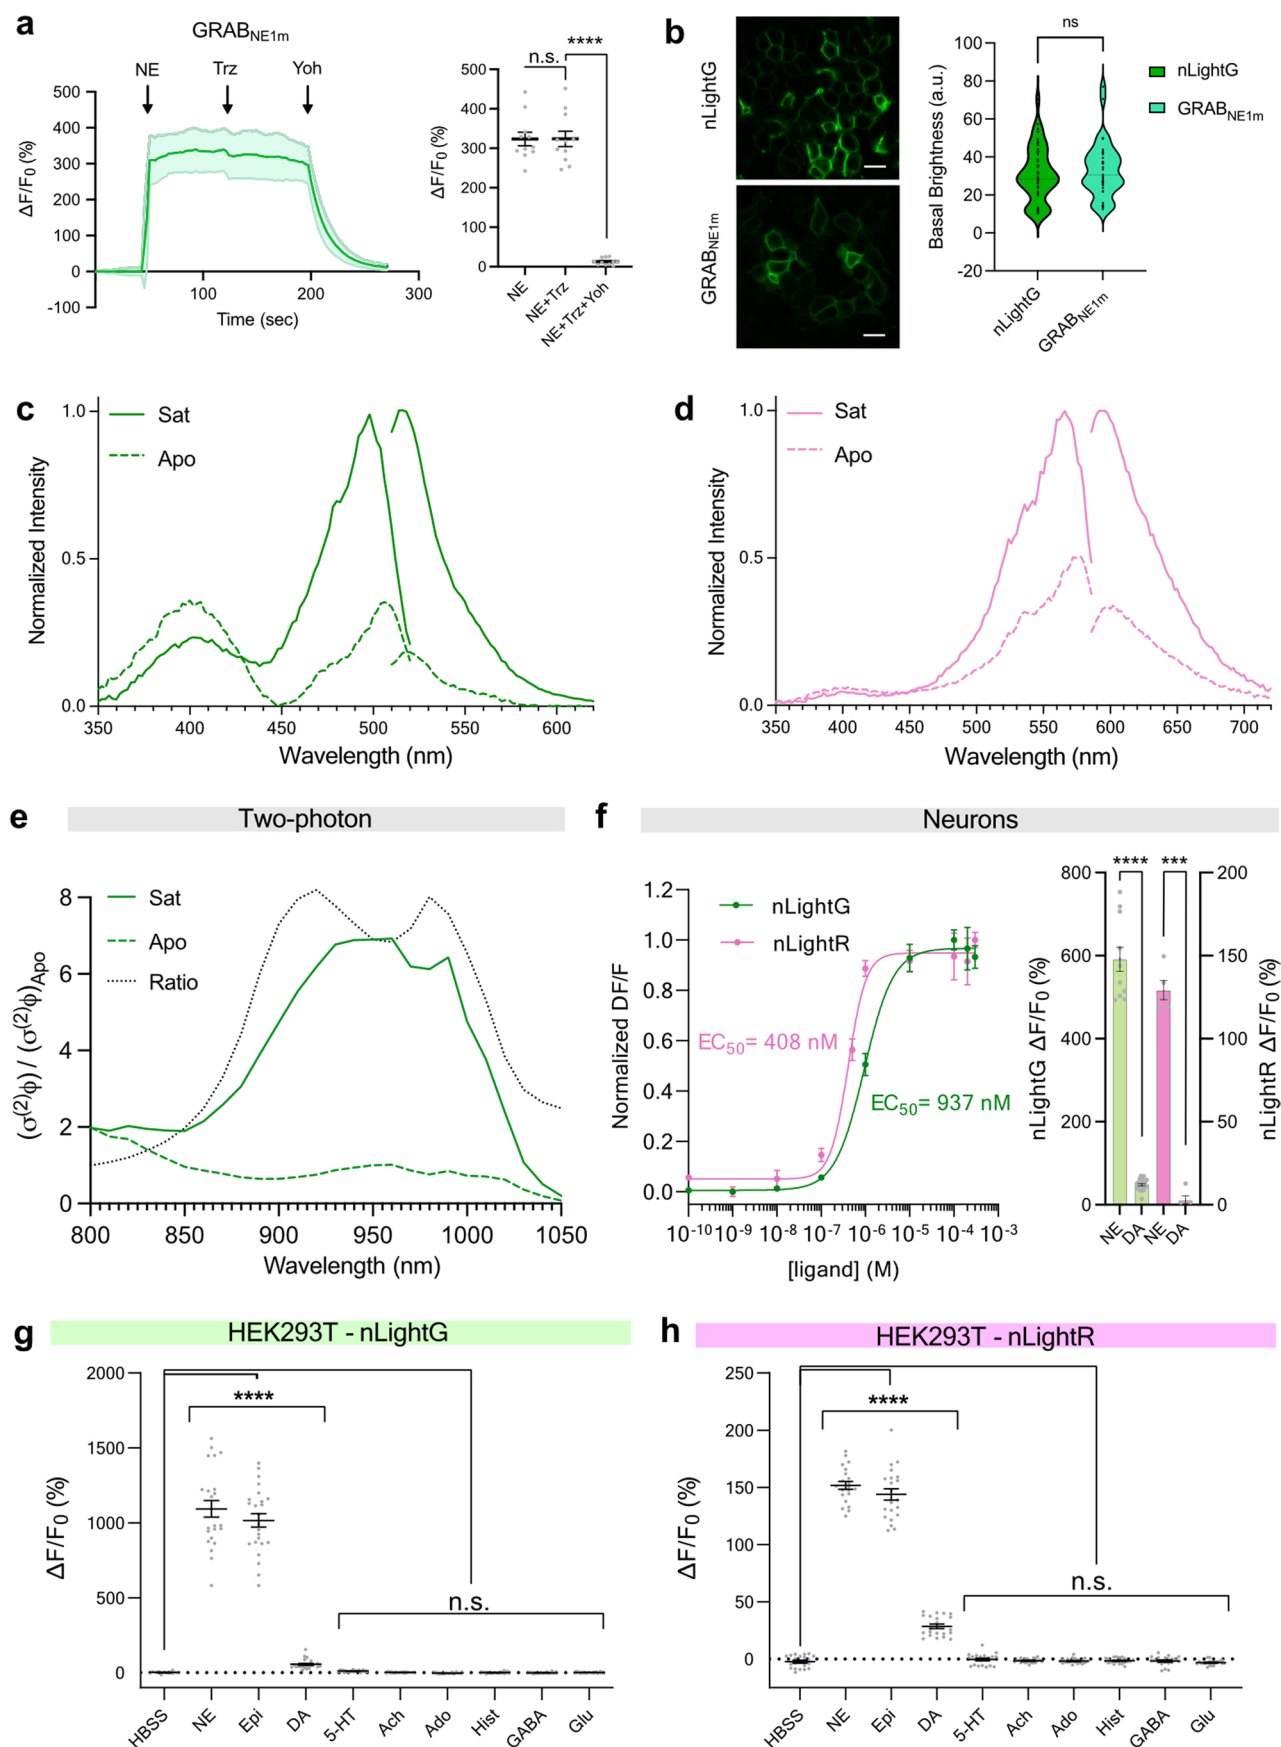 a
GRABNE1m
NE Trz Yoh
ΔF/F0 (%)
500
400
300
200
100
0
-100
100 200 300
Time (sec)
n.s. ****
ΔF/F0 (%)
500
400
300
200
100
0
NE
NE+Trz
NE+Trz+Yoh
b
nLightG
GRABNE1m
ns
Basal Brightness (a.u.)
100
80
60
40
20
0
-20
nLightG
GRABNE1m
nLightG
GRABNE1m
c
Sat
Apo
Normalized Intensity
1.0
0.5
0.0
350 400 450 500 550 600
Wavelength (nm)
d
Sat
Apo
Normalized Intensity
1.0
0.5
0.0
350 400 450 500 550 600 650 700
Wavelength (nm)
e
Two-photon
Sat
Apo
Ratio
(σ(2)φ) / (σ(2)φ)Apo
8
6
4
2
0
800 850 900 950 1000 1050
Wavelength (nm)
f
Neurons
nLightG
nLightR
Normalized DF/F
1.2
1.0
0.8
0.6
0.4
0.2
0.0
EC50= 408 nM
EC50= 937 nM
10-10 10-9 10-8 10-7 10-6 10-5 10-4 10-3
[ligand] (M)
**** ***
nLightG ΔF/F0 (%)
800
600
400
200
0
nLightR ΔF/F0 (%)
200
150
100
50
0
NE DA NE DA
g
HEK293T - nLightG
ΔF/F0 (%)
2000
1500
1000
500
0
****
n.s.
HBSS NE Epi DA 5-HT Ach Ado Hist GABA Glu
h
HEK293T - nLightR
ΔF/F0 (%)
250
200
150
100
50
0
****
n.s.
HBSS NE Epi DA 5-HT Ach Ado Hist GABA Glu